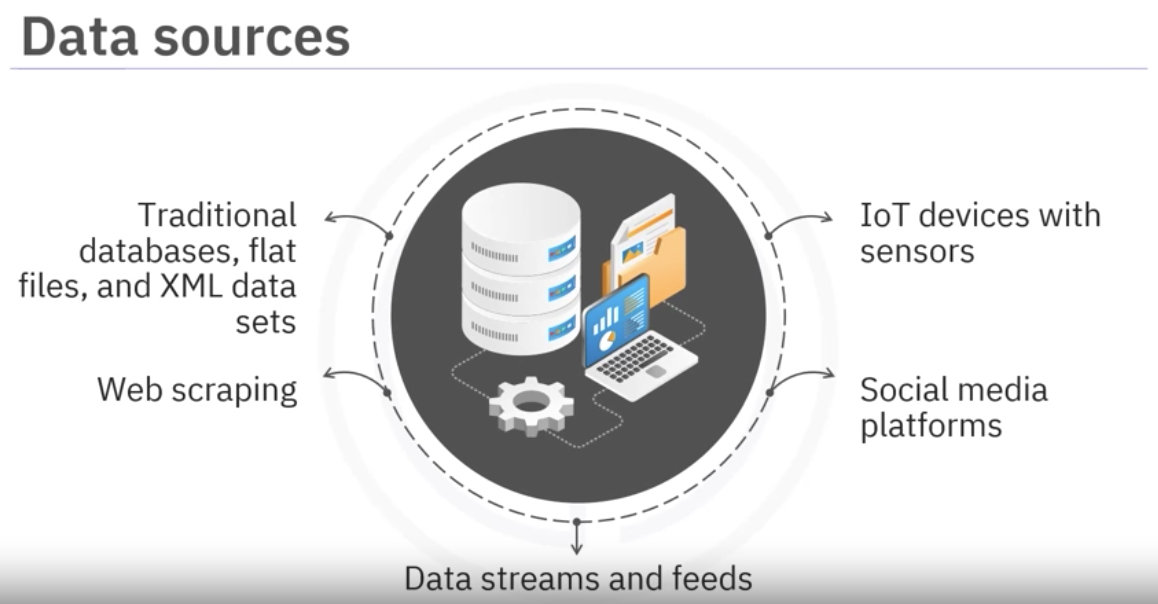 Data sources
Traditional
databases, flat
files, and XML data
sets
Web scraping
IoT devices with
sensors
Social media
platforms
Data streams and feeds